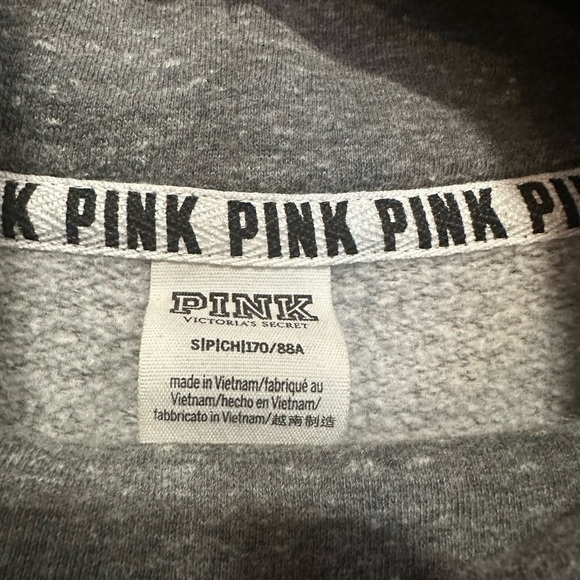 K PINK PINK PINK PI
PINK
VICTORIA'S SECRET
S|P|CH|170/88A
made in Vietnam/fabriqué au
Vietnam/hecho en Vietnam/
fabbricato in Vietnam/越南制造